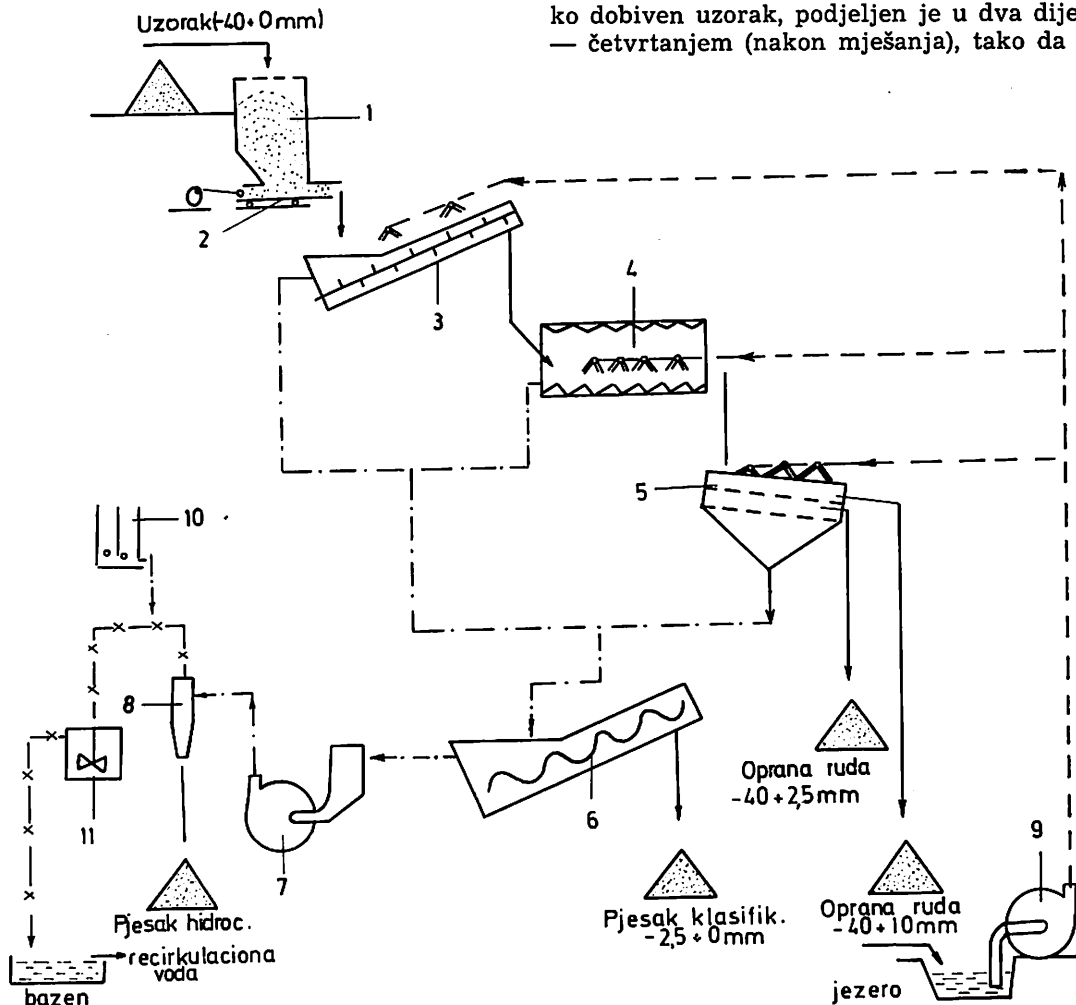 ko dobiven uzorak, podjeljen je u dva dije
— četvrtanjem (nakon mješanja), tako da
Uzorak(-40+0mm)
1
2
3
4
5
10
8
11
7
6
9
Oprana ruda
-40+2,5mm
Pjesak hidroc.
Pjesak klasifik.
-2,5+0mm
Oprana ruda
-40+10mm
recirkulaciona
voda
bazen
jezero